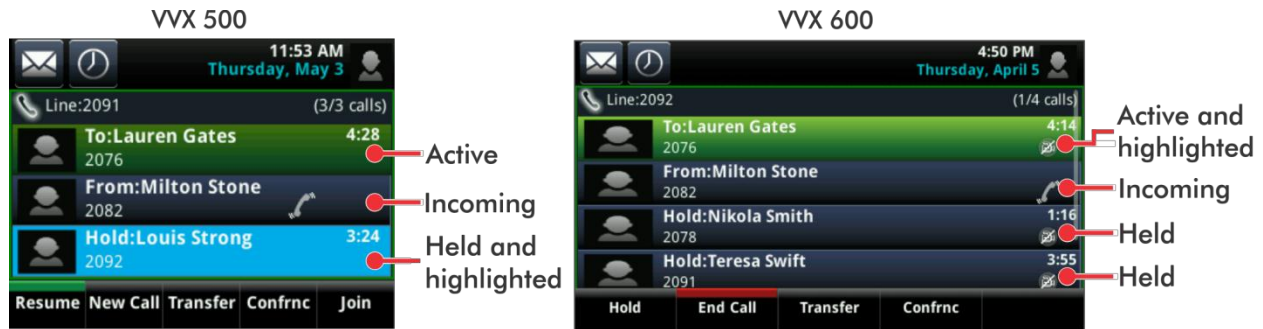 VVX 500
11:53 AM
Thursday, May 3
Line:2091 (3/3 calls)
To:Lauren Gates 4:28
2076
From:Milton Stone
2082
Hold:Louis Strong 3:24
2092
Resume New Call Transfer Confrnc Join
Active
Incoming
Held and
highlighted
VVX 600
4:50 PM
Thursday, April 5
Line:2092 (1/4 calls)
To:Lauren Gates 4:14
2076
From:Milton Stone
2082
Hold:Nikola Smith 1:16
2078
Hold:Teresa Swift 3:55
2091
Hold End Call Transfer Confrnc
Active and
highlighted
Incoming
Held
Held